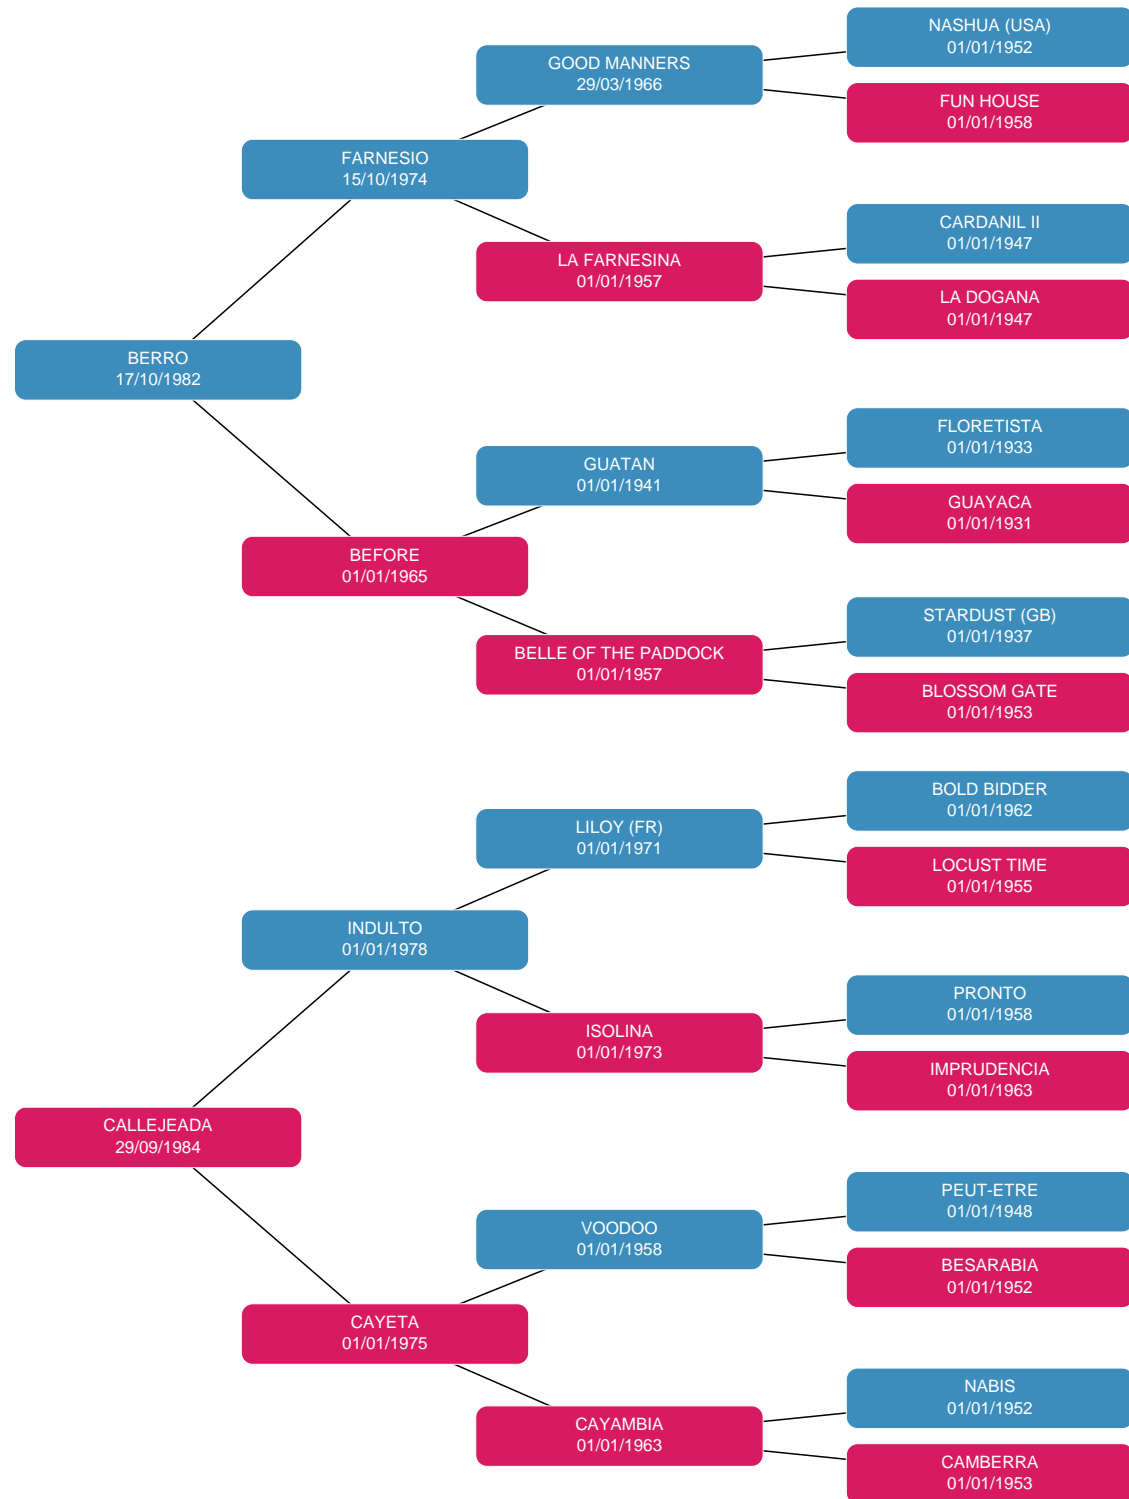 NASHUA (USA)
01/01/1952
GOOD MANNERS
29/03/1966
FUN HOUSE
01/01/1958
FARNESIO
15/10/1974
CARDANIL II
01/01/1947
LA FARNESINA
01/01/1957
LA DOGANA
01/01/1947
BERRO
17/10/1982
FLORETISTA
01/01/1933
GUATAN
01/01/1941
GUAYACA
01/01/1931
BEFORE
01/01/1965
STARDUST (GB)
01/01/1937
BELLE OF THE PADDOCK
01/01/1957
BLOSSOM GATE
01/01/1953
BOLD BIDDER
01/01/1962
LILOY (FR)
01/01/1971
LOCUST TIME
01/01/1955
INDULTO
01/01/1978
PRONTO
01/01/1958
ISOLINA
01/01/1973
IMPRUDENCIA
01/01/1963
CALLEJEADA
29/09/1984
PEUT-ETRE
01/01/1948
VOODOO
01/01/1958
BESARABIA
01/01/1952
CAYETA
01/01/1975
NABIS
01/01/1952
CAYAMBIA
01/01/1963
CAMBERRA
01/01/1953